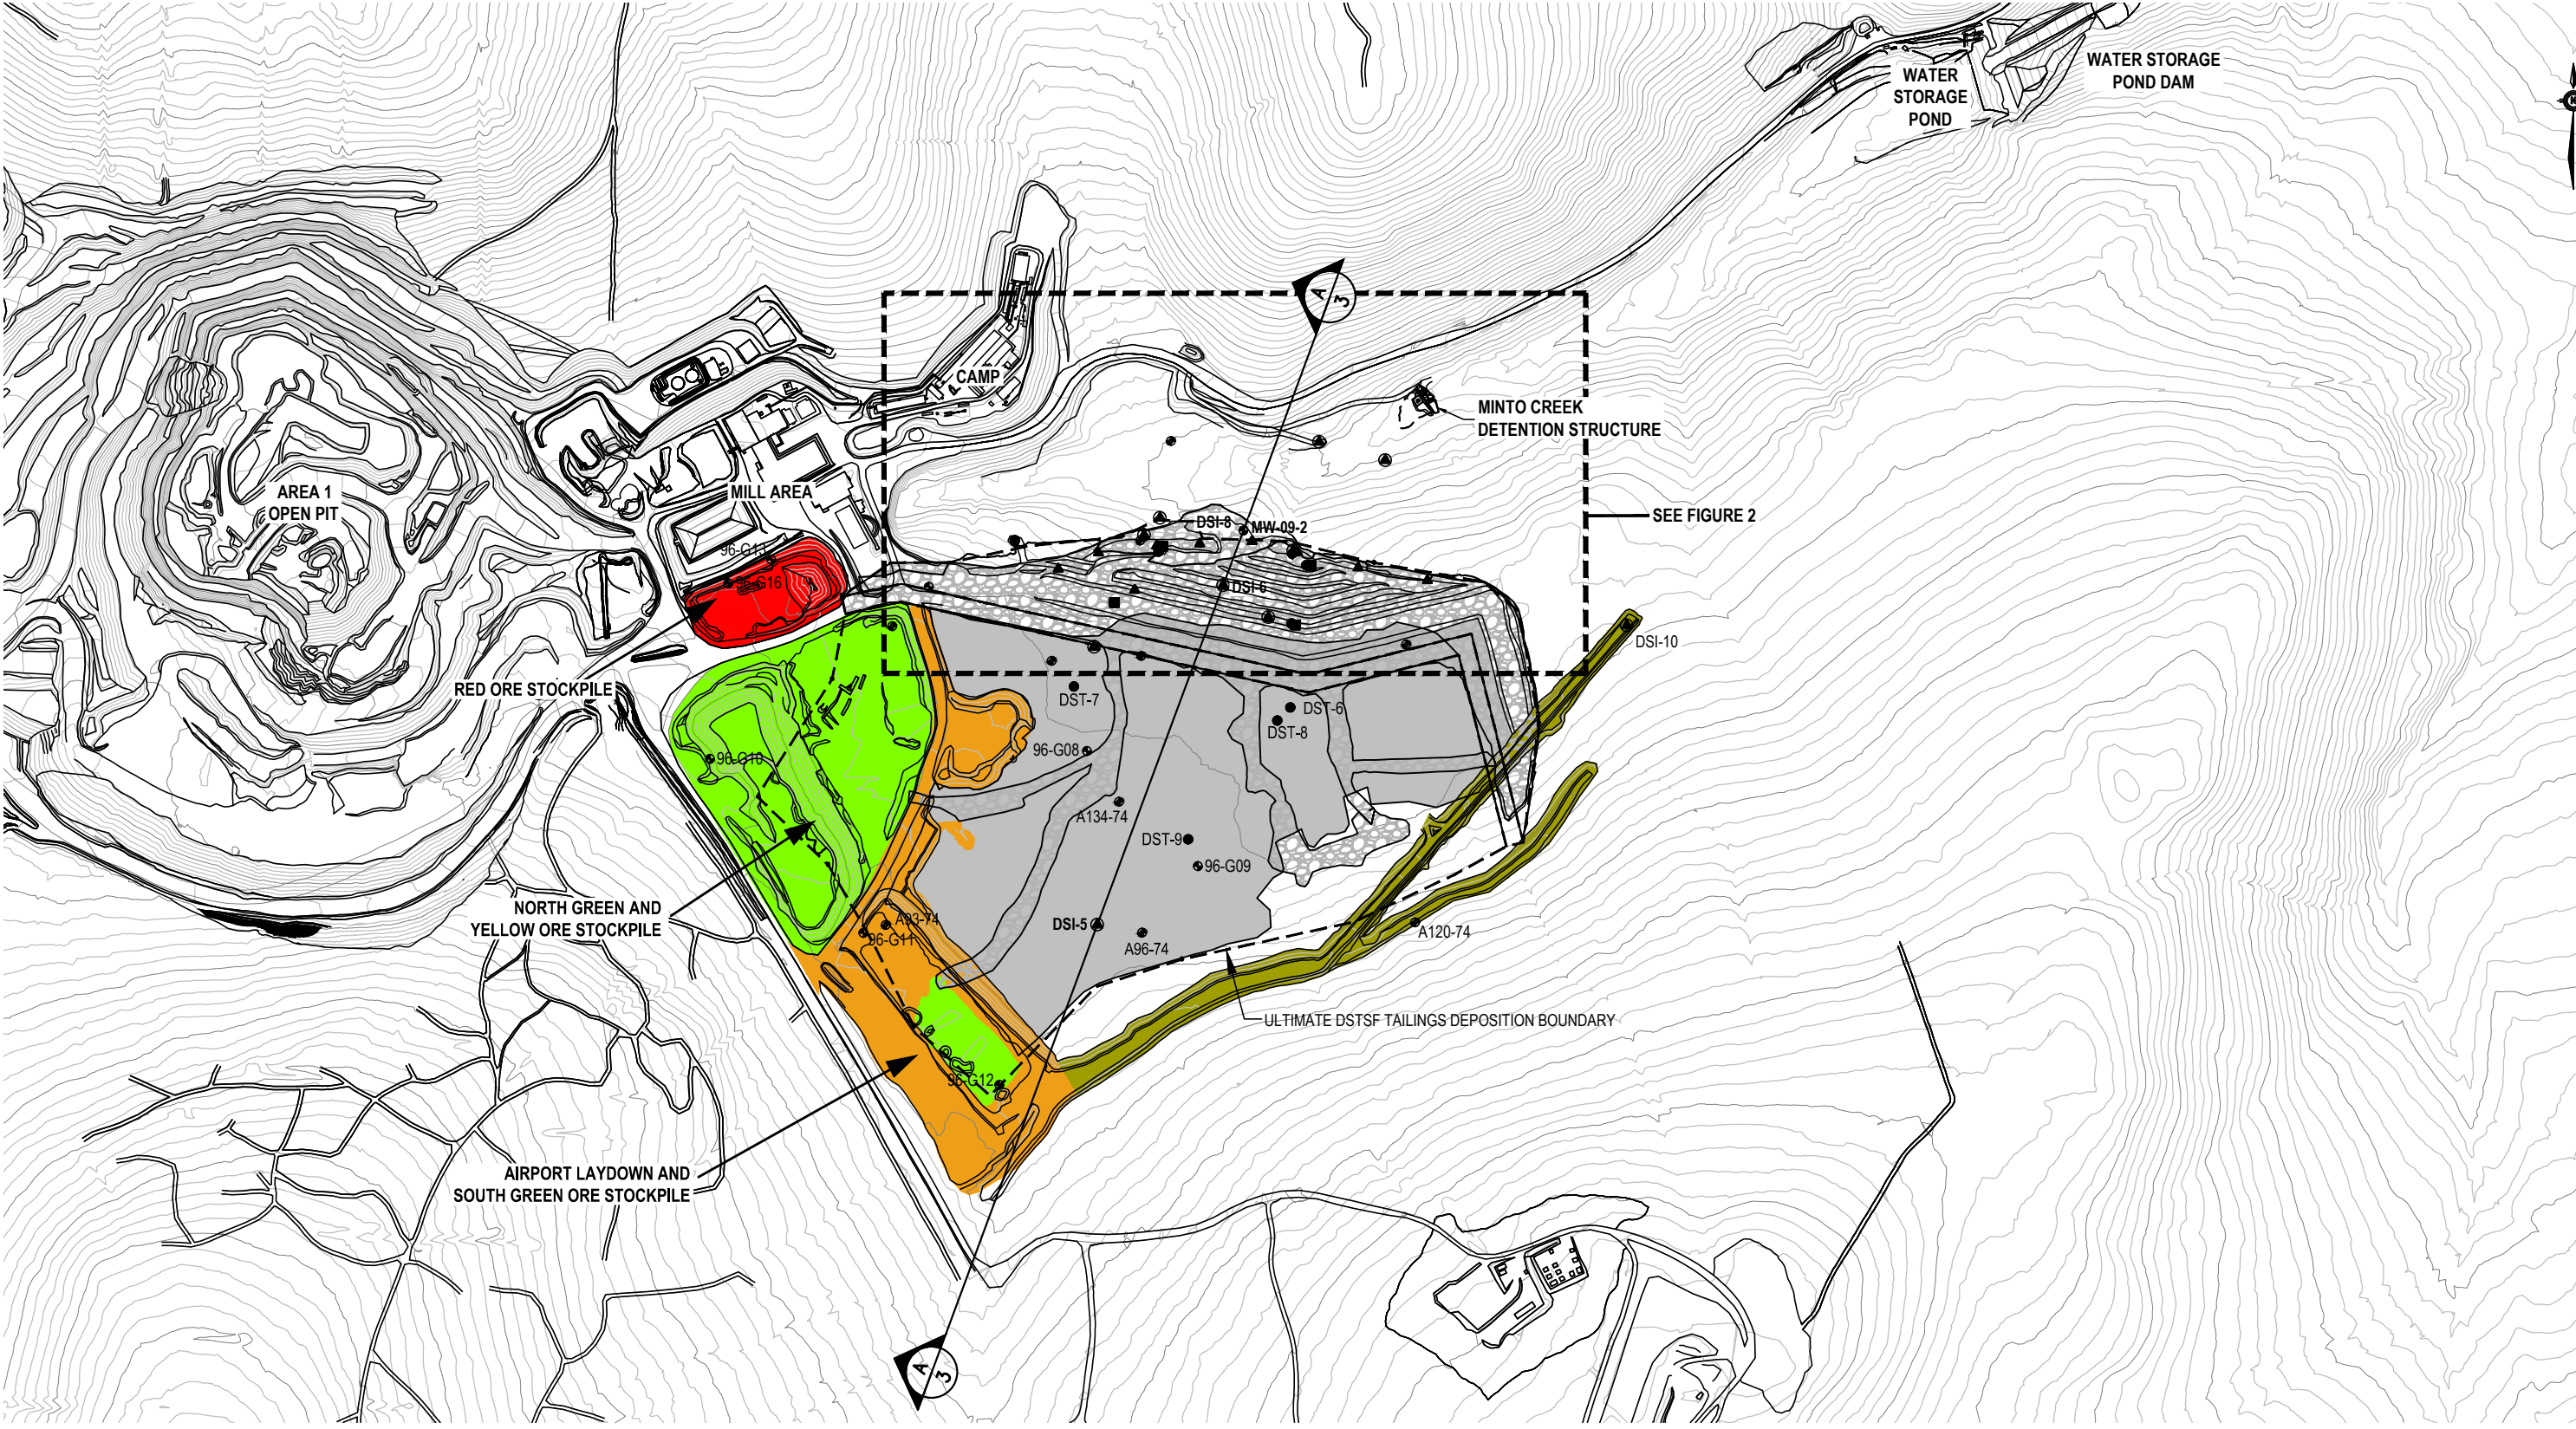 WATER STORAGE
POND DAM
WATER
STORAGE
POND
A
3
CAMP
MINTO CREEK
DETENTION STRUCTURE
AREA 1
OPEN PIT
MILL AREA
SEE FIGURE 2
DSI-8
MW-09-2
96-G13
96-G16
DSI-6
DSI-10
RED ORE STOCKPILE
DST-7
DST-6
DST-8
96-G08
96-G10
A134-74
DST-9
96-G09
NORTH GREEN AND
YELLOW ORE STOCKPILE
A93-74
96-G11
DSI-5
A96-74
A120-74
ULTIMATE DSTSF TAILINGS DEPOSITION BOUNDARY
96-G12
AIRPORT LAYDOWN AND
SOUTH GREEN ORE STOCKPILE
A
3